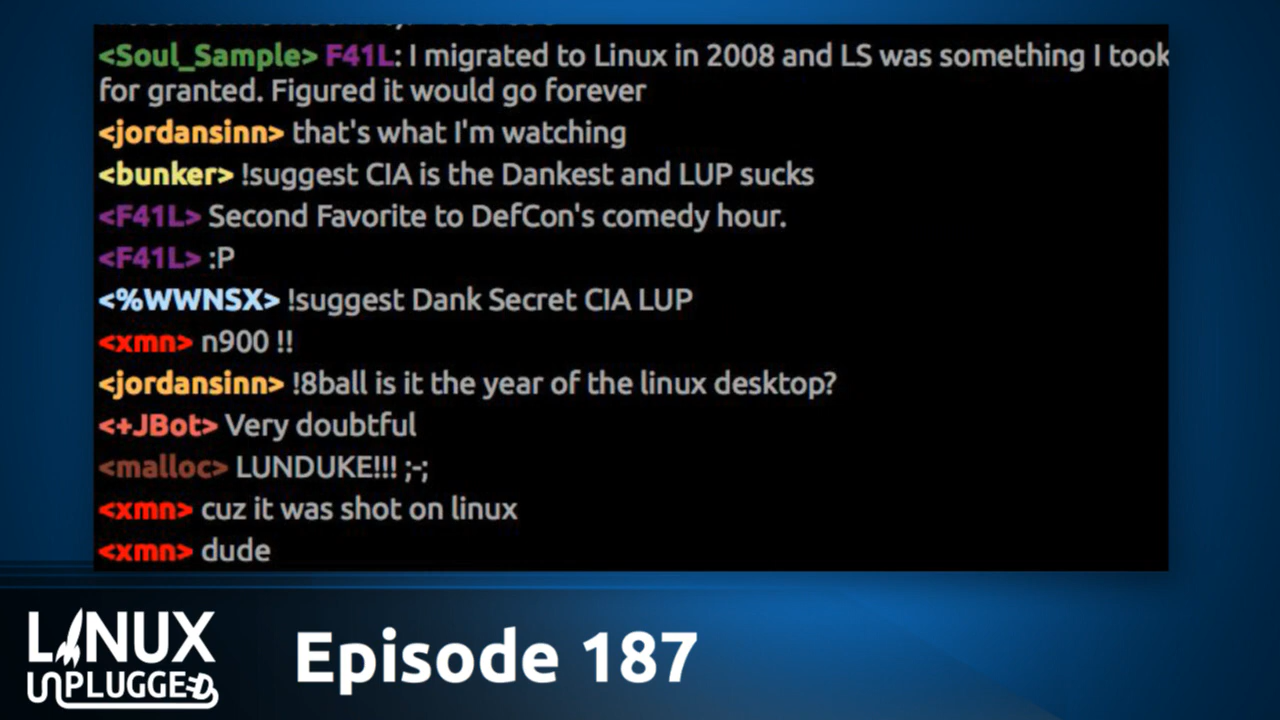 <Soul_Sample> F41L: I migrated to Linux in 2008 and LS was something I took
for granted. Figured it would go forever
<jordansinn> that's what I'm watching
<bunker> !suggest CIA is the Dankest and LUP sucks
<F41L> Second Favorite to DefCon's comedy hour.
<F41L> :P
<%WWNSX> !suggest Dank Secret CIA LUP
<xmn> n900 !!
<jordansinn> !8ball is it the year of the linux desktop?
<+JBot> Very doubtful
<malloc> LUNDUKE!!! ;-;
<xmn> cuz it was shot on linux
<xmn> dude
LINUX
UNPLUGGED
Episode 187